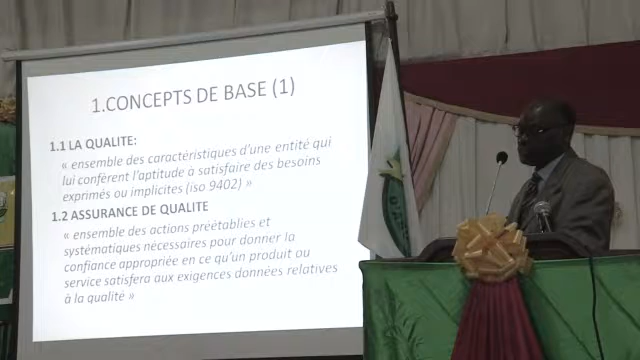 1.CONCEPTS DE BASE (1)
1.1 LA QUALITE:
« ensemble des caractéristiques d'une entité qui
lui confèrent l'aptitude à satisfaire des besoins
exprimés ou implicites (iso 9402) »
1.2 ASSURANCE DE QUALITE
« ensemble des actions préétablies et
systématiques nécessaires pour donner la
confiance appropriée en ce qu'un produit ou
service satisfera aux exigences données relatives
à la qualité »